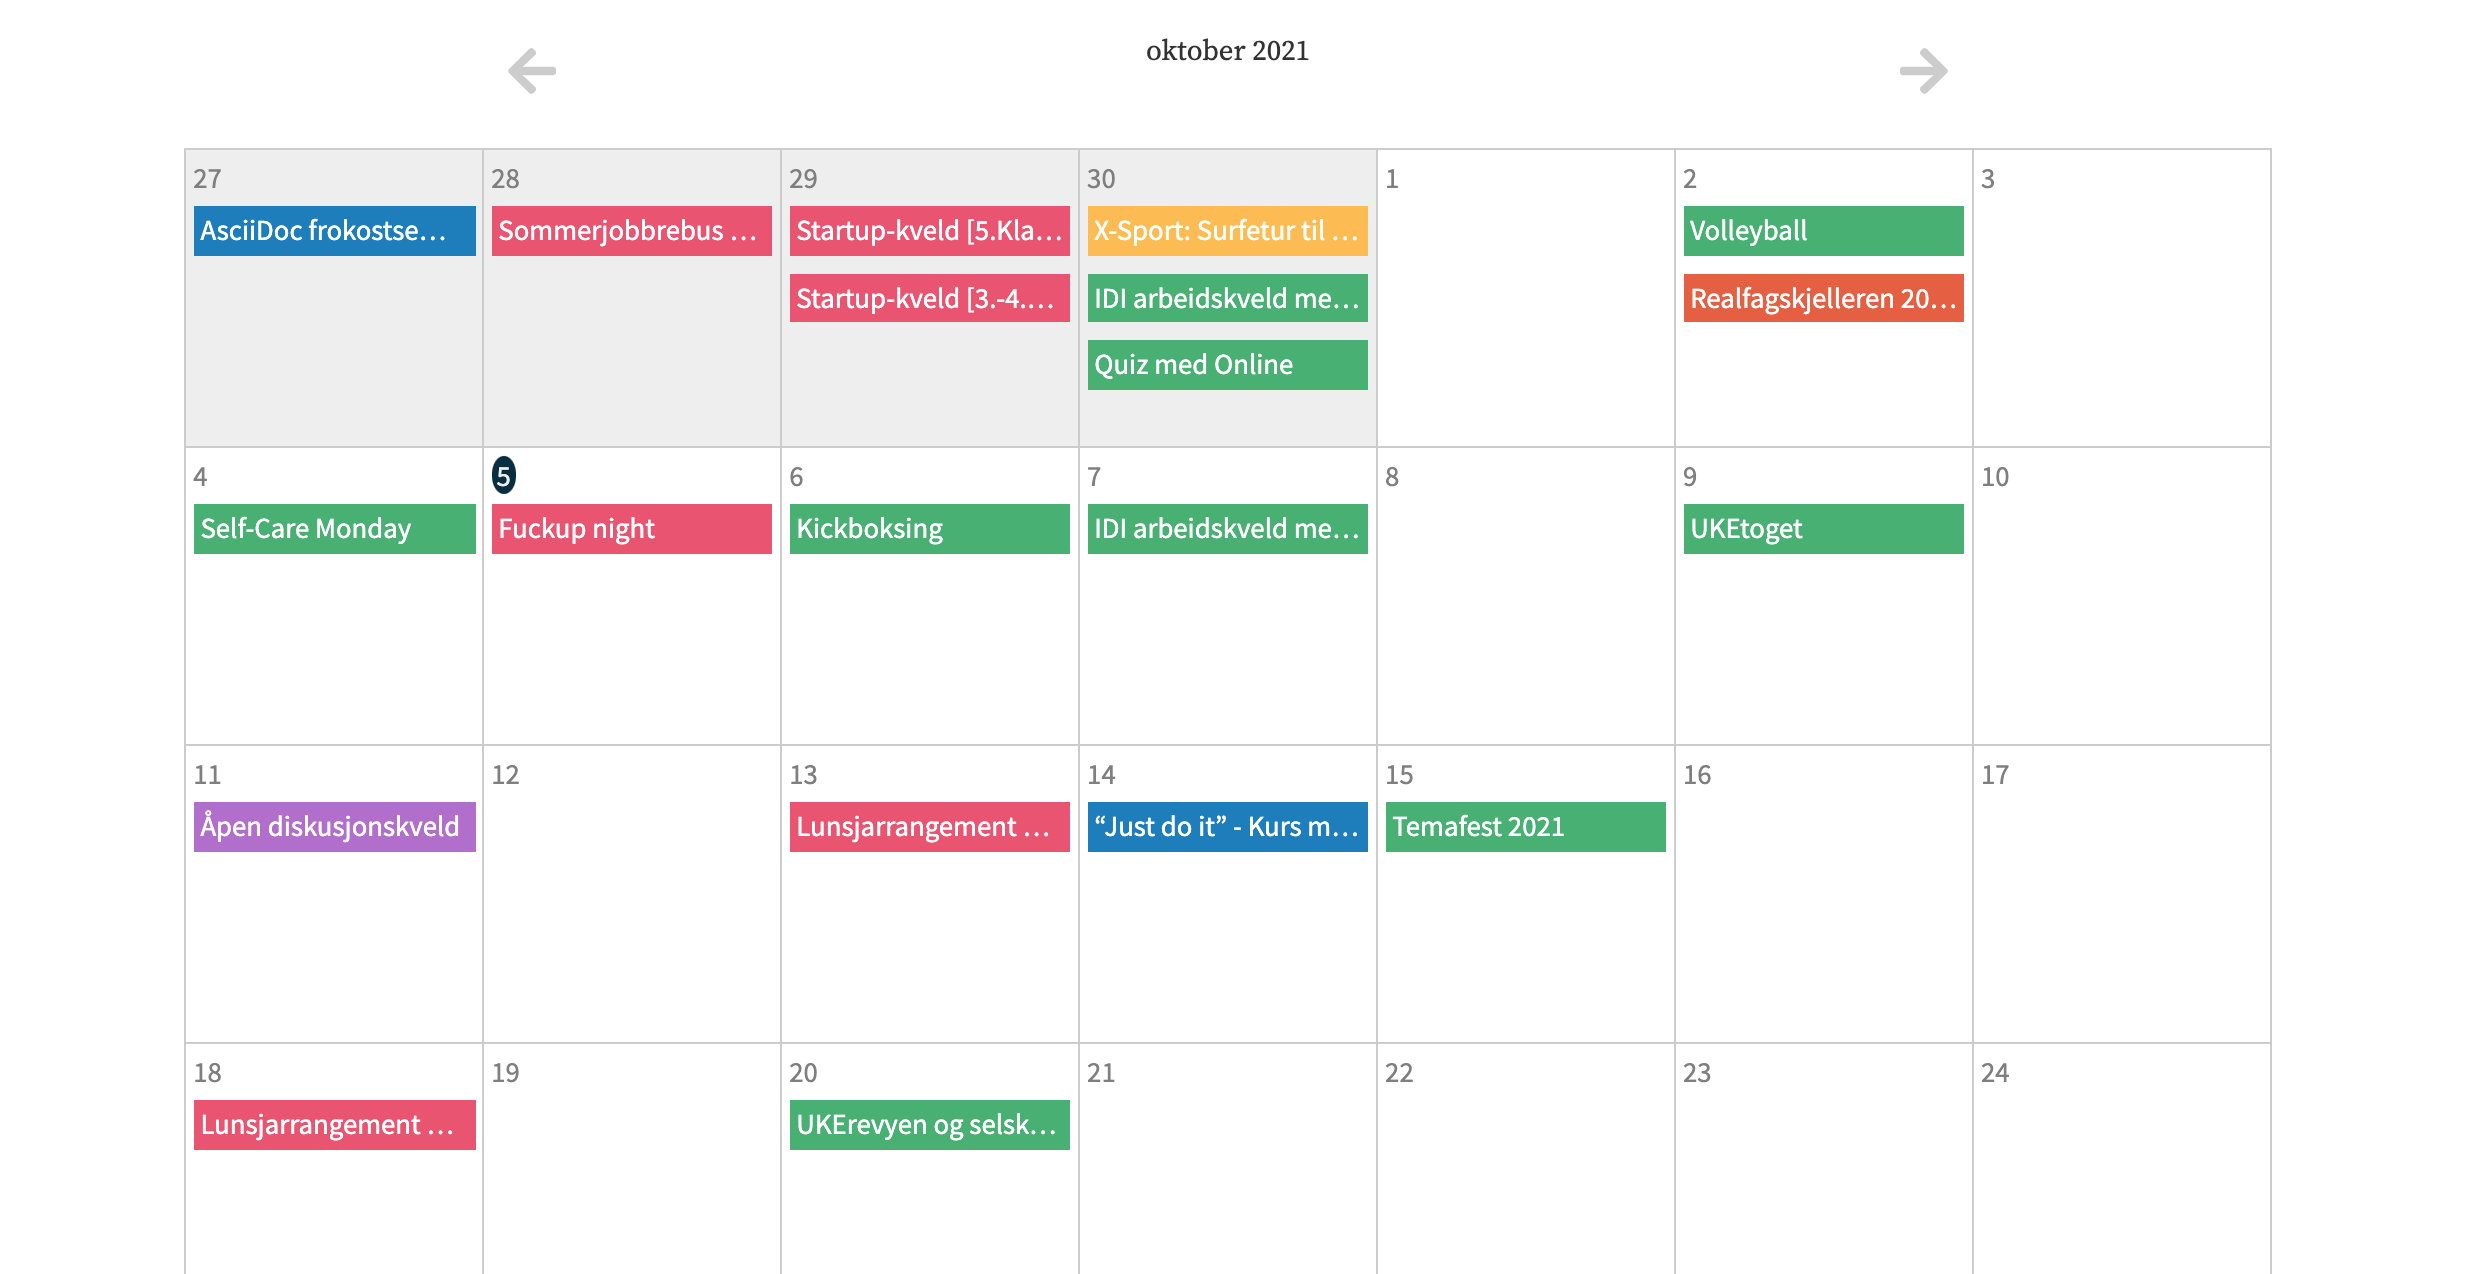 oktober 2021
27
28
29
30
1
2
3
AsciiDoc frokostse…
Sommerjobbrebus …
Startup-kveld [5.Kla…
X-Sport: Surfetur til …
Volleyball
Startup-kveld [3.-4.…
IDI arbeidskveld me…
Realfagskjelleren 20…
Quiz med Online
4
5
6
7
8
9
10
Self-Care Monday
Fuckup night
Kickboksing
IDI arbeidskveld me…
UKEtoget
11
12
13
14
15
16
17
Åpen diskusjonskveld
Lunsjarrangement …
“Just do it” - Kurs m…
Temafest 2021
18
19
20
21
22
23
24
Lunsjarrangement …
UKErevyen og selsk…